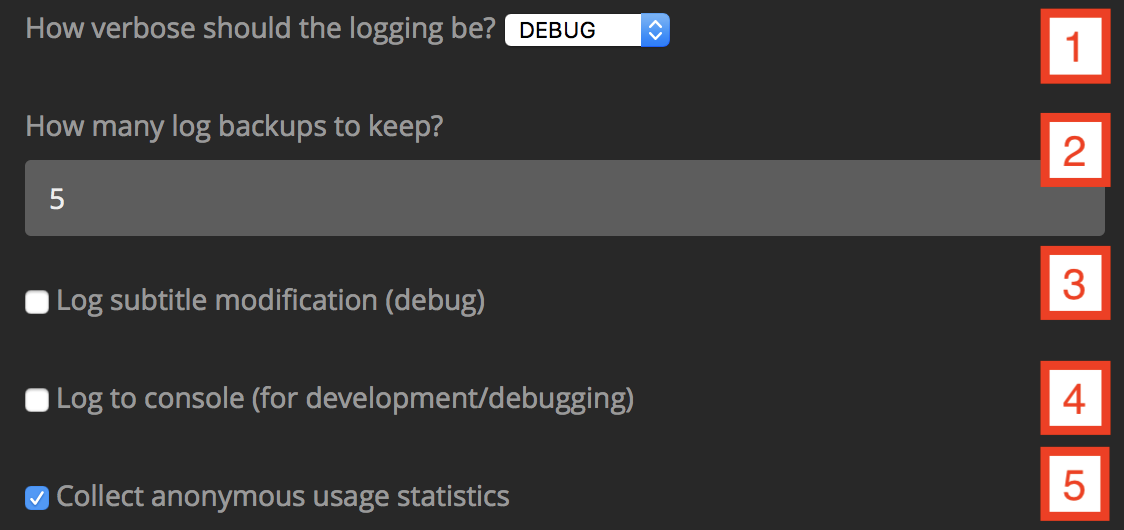 How verbose should the logging be? DEBUG 1
How many log backups to keep? 2
5
Log subtitle modification (debug) 3
Log to console (for development/debugging) 4
Collect anonymous usage statistics 5